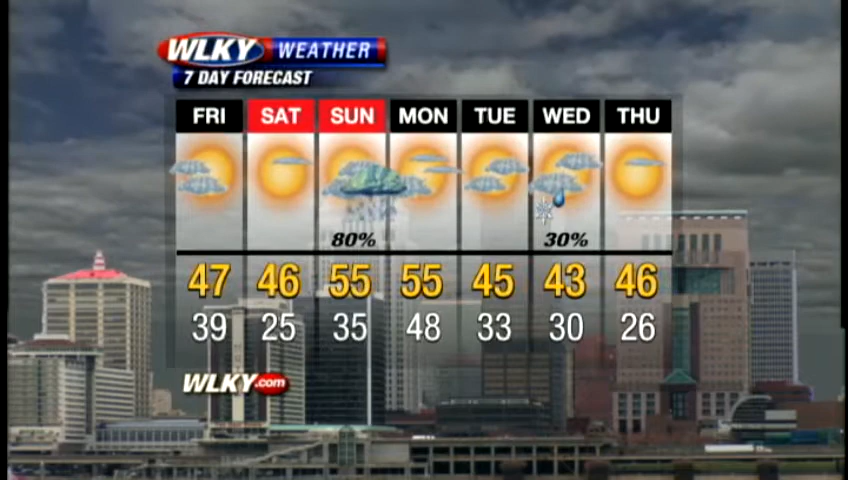 WLKY WEATHER
7 DAY FORECAST
FRI SAT SUN MON TUE WED THU
80% 30%
47 46 55 55 45 43 46
39 25 35 48 33 30 26
WLKY.com